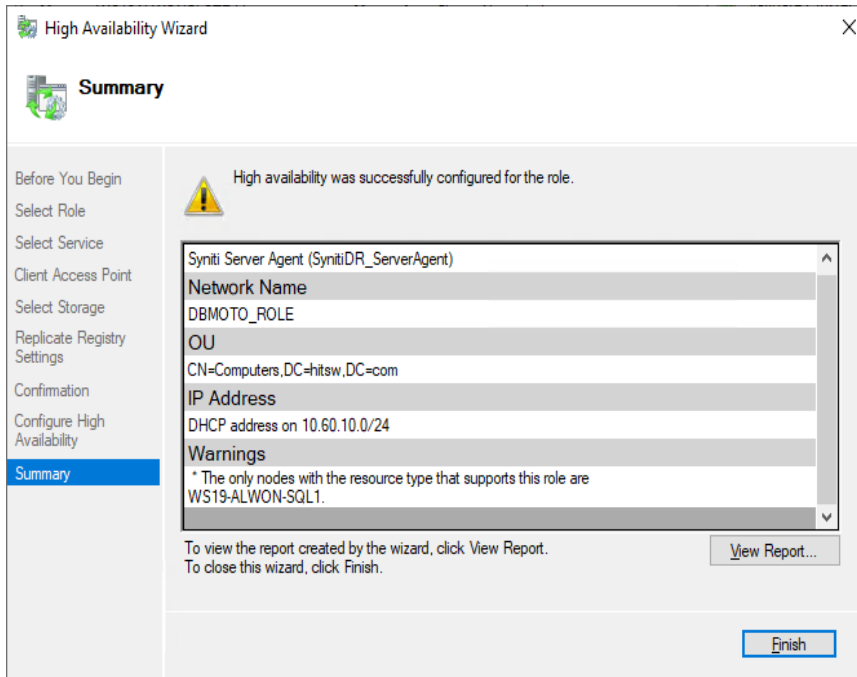 High Availability Wizard
Summary
Before You Begin
Select Role
Select Service
Client Access Point
Select Storage
Replicate Registry
Settings
Confirmation
Configure High
Availability
Summary
High availability was successfully configured for the role.
Syniti Server Agent (SynitiDR_ServerAgent)
Network Name
DBMOTO_ROLE
OU
CN=Computers,DC=hitsw,DC=com
IP Address
DHCP address on 10.60.10.0/24
Warnings
* The only nodes with the resource type that supports this role are
WS19-ALWON-SQL1.
To view the report created by the wizard, click View Report.
To close this wizard, click Finish.
View Report...
Finish